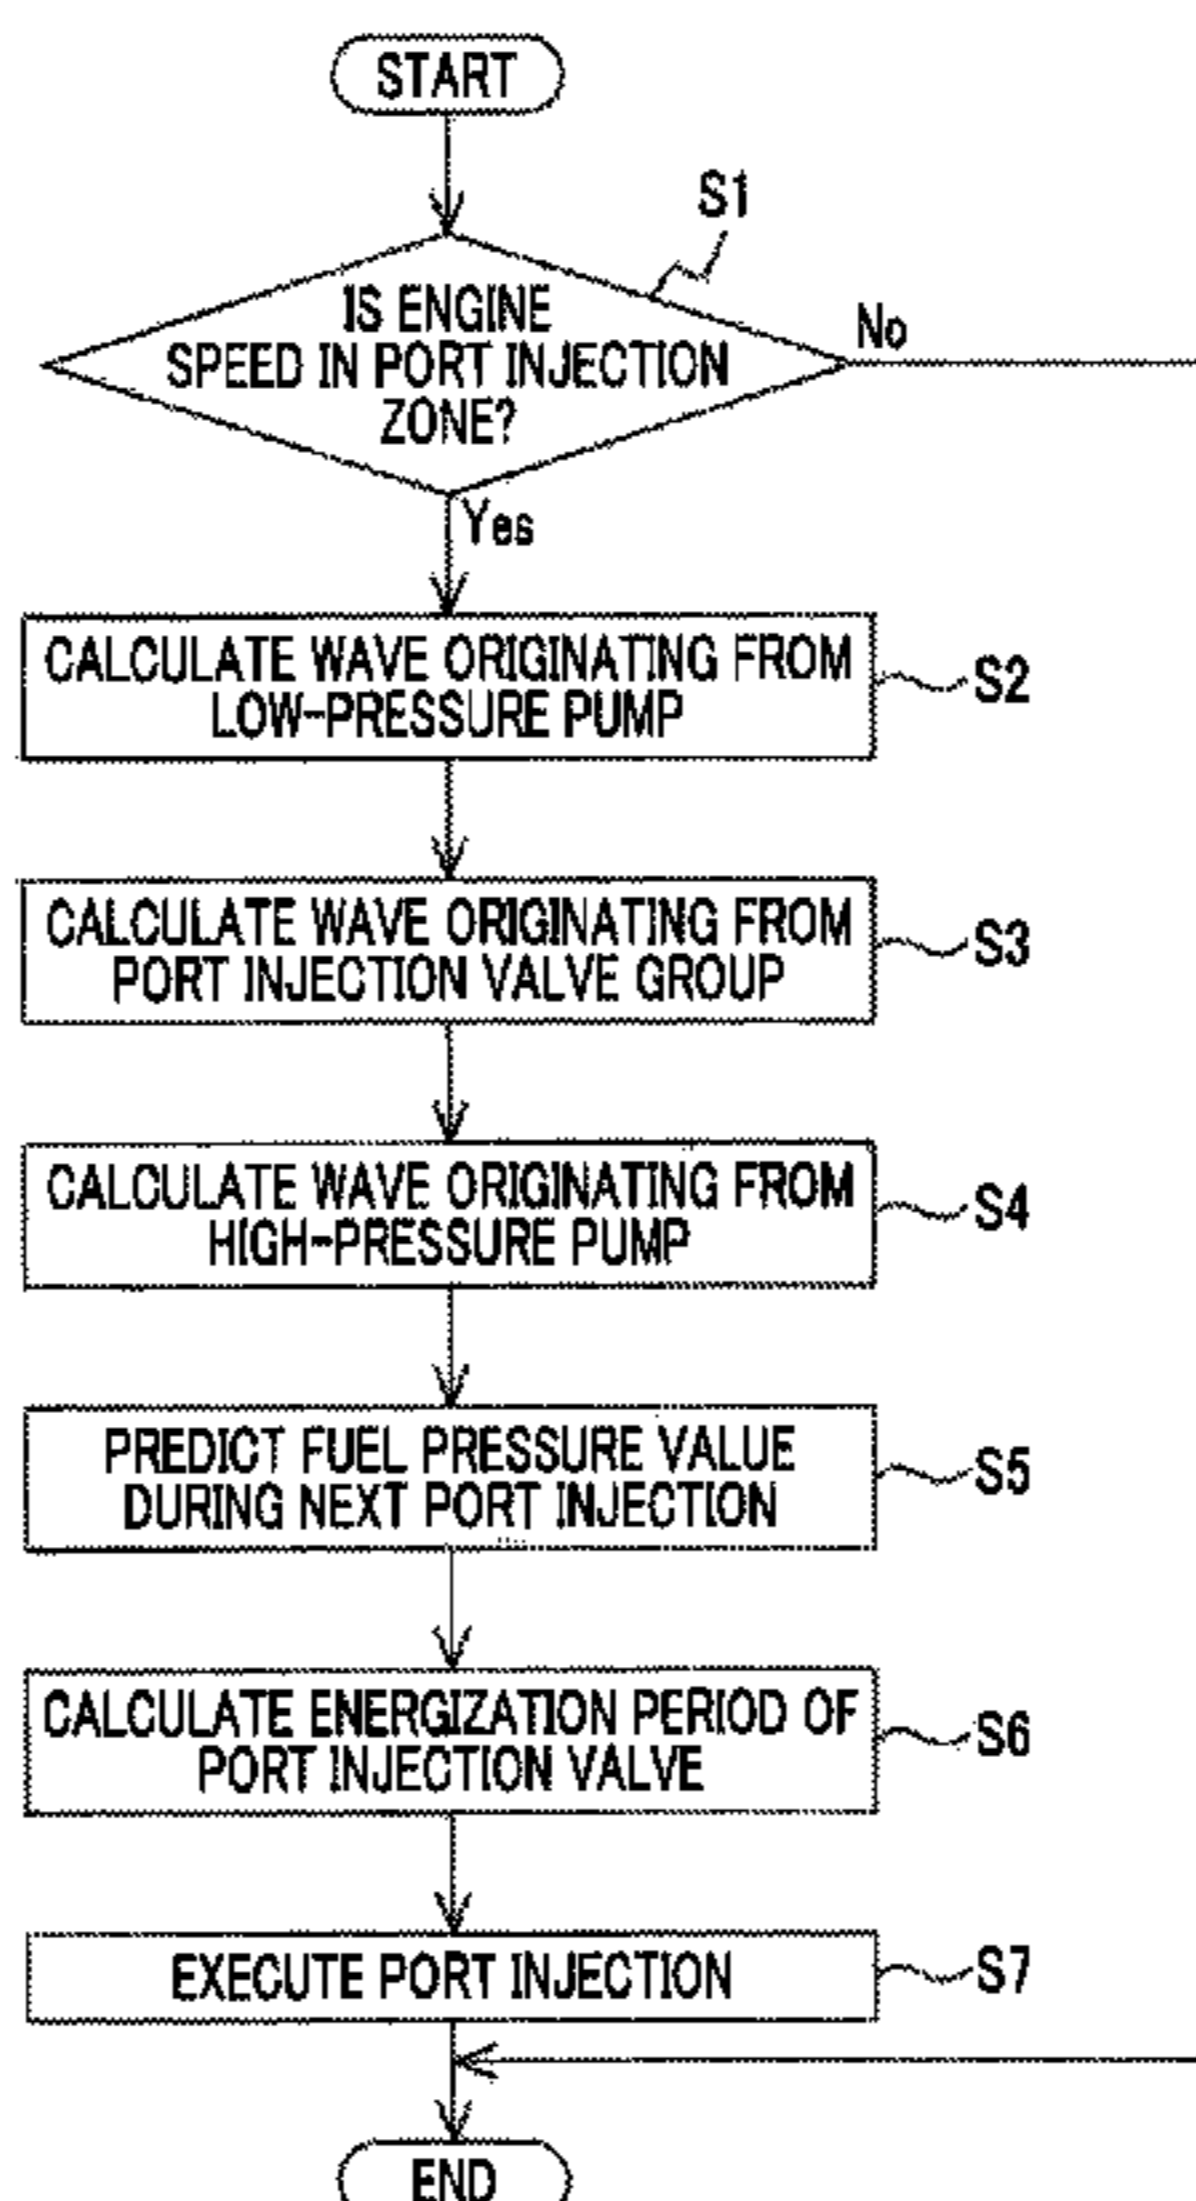 START
S1
IS ENGINE
SPEED IN PORT INJECTION
ZONE?
No
Yes
CALCULATE WAVE ORIGINATING FROM
LOW-PRESSURE PUMP
S2
CALCULATE WAVE ORIGINATING FROM
PORT INJECTION VALVE GROUP
S3
CALCULATE WAVE ORIGINATING FROM
HIGH-PRESSURE PUMP
S4
PREDICT FUEL PRESSURE VALUE
DURING NEXT PORT INJECTION
S5
CALCULATE ENERGIZATION PERIOD OF
PORT INJECTION VALVE
S6
EXECUTE PORT INJECTION
S7
END